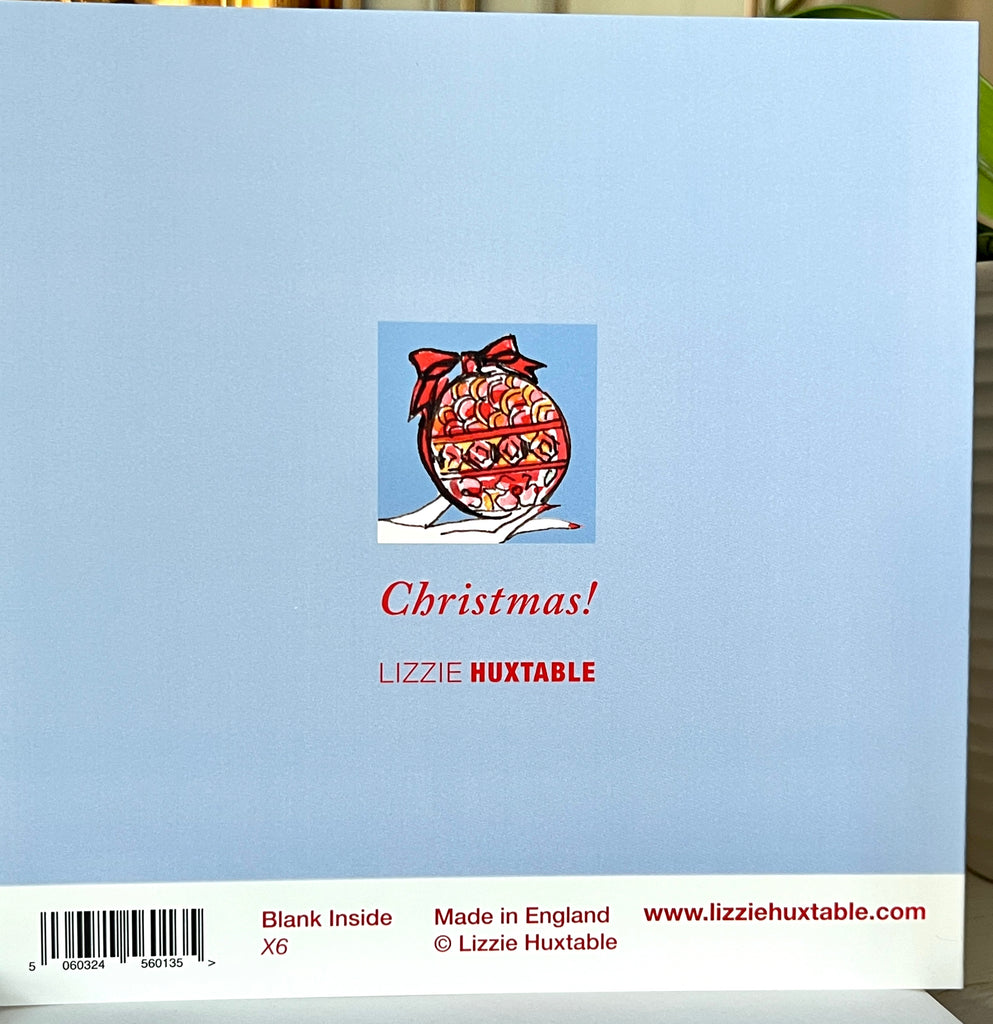 Christmas!
LIZZIE HUXTABLE
Blank Inside
X6
Made in England
© Lizzie Huxtable
www.lizziehuxtable.com
5 060324 560135 >